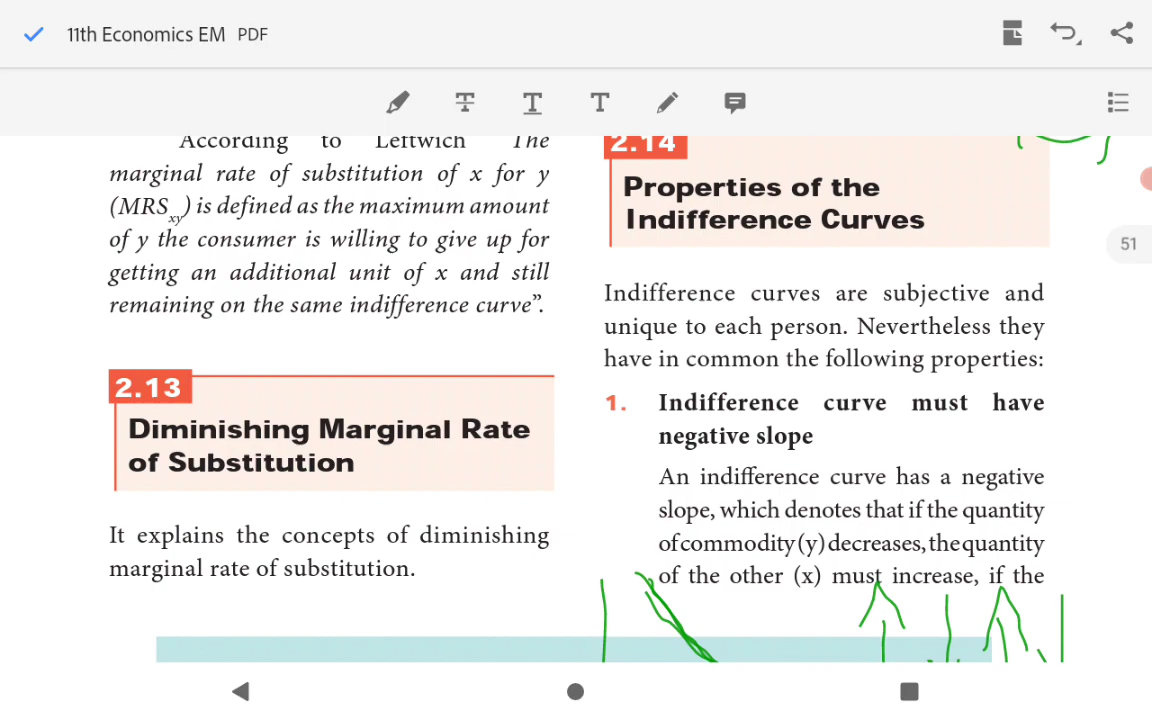 11th Economics EM PDF
According to Leftwich The
marginal rate of substitution of x for y
(MRSxy) is defined as the maximum amount
of y the consumer is willing to give up for
getting an additional unit of x and still
remaining on the same indifference curve”.
2.13
Diminishing Marginal Rate
of Substitution
It explains the concepts of diminishing
marginal rate of substitution.
2.14
Properties of the
Indifference Curves
51
Indifference curves are subjective and
unique to each person. Nevertheless they
have in common the following properties:
1. Indifference curve must have
negative slope
An indifference curve has a negative
slope, which denotes that if the quantity
of commodity (y) decreases, the quantity
of the other (x) must increase, if the